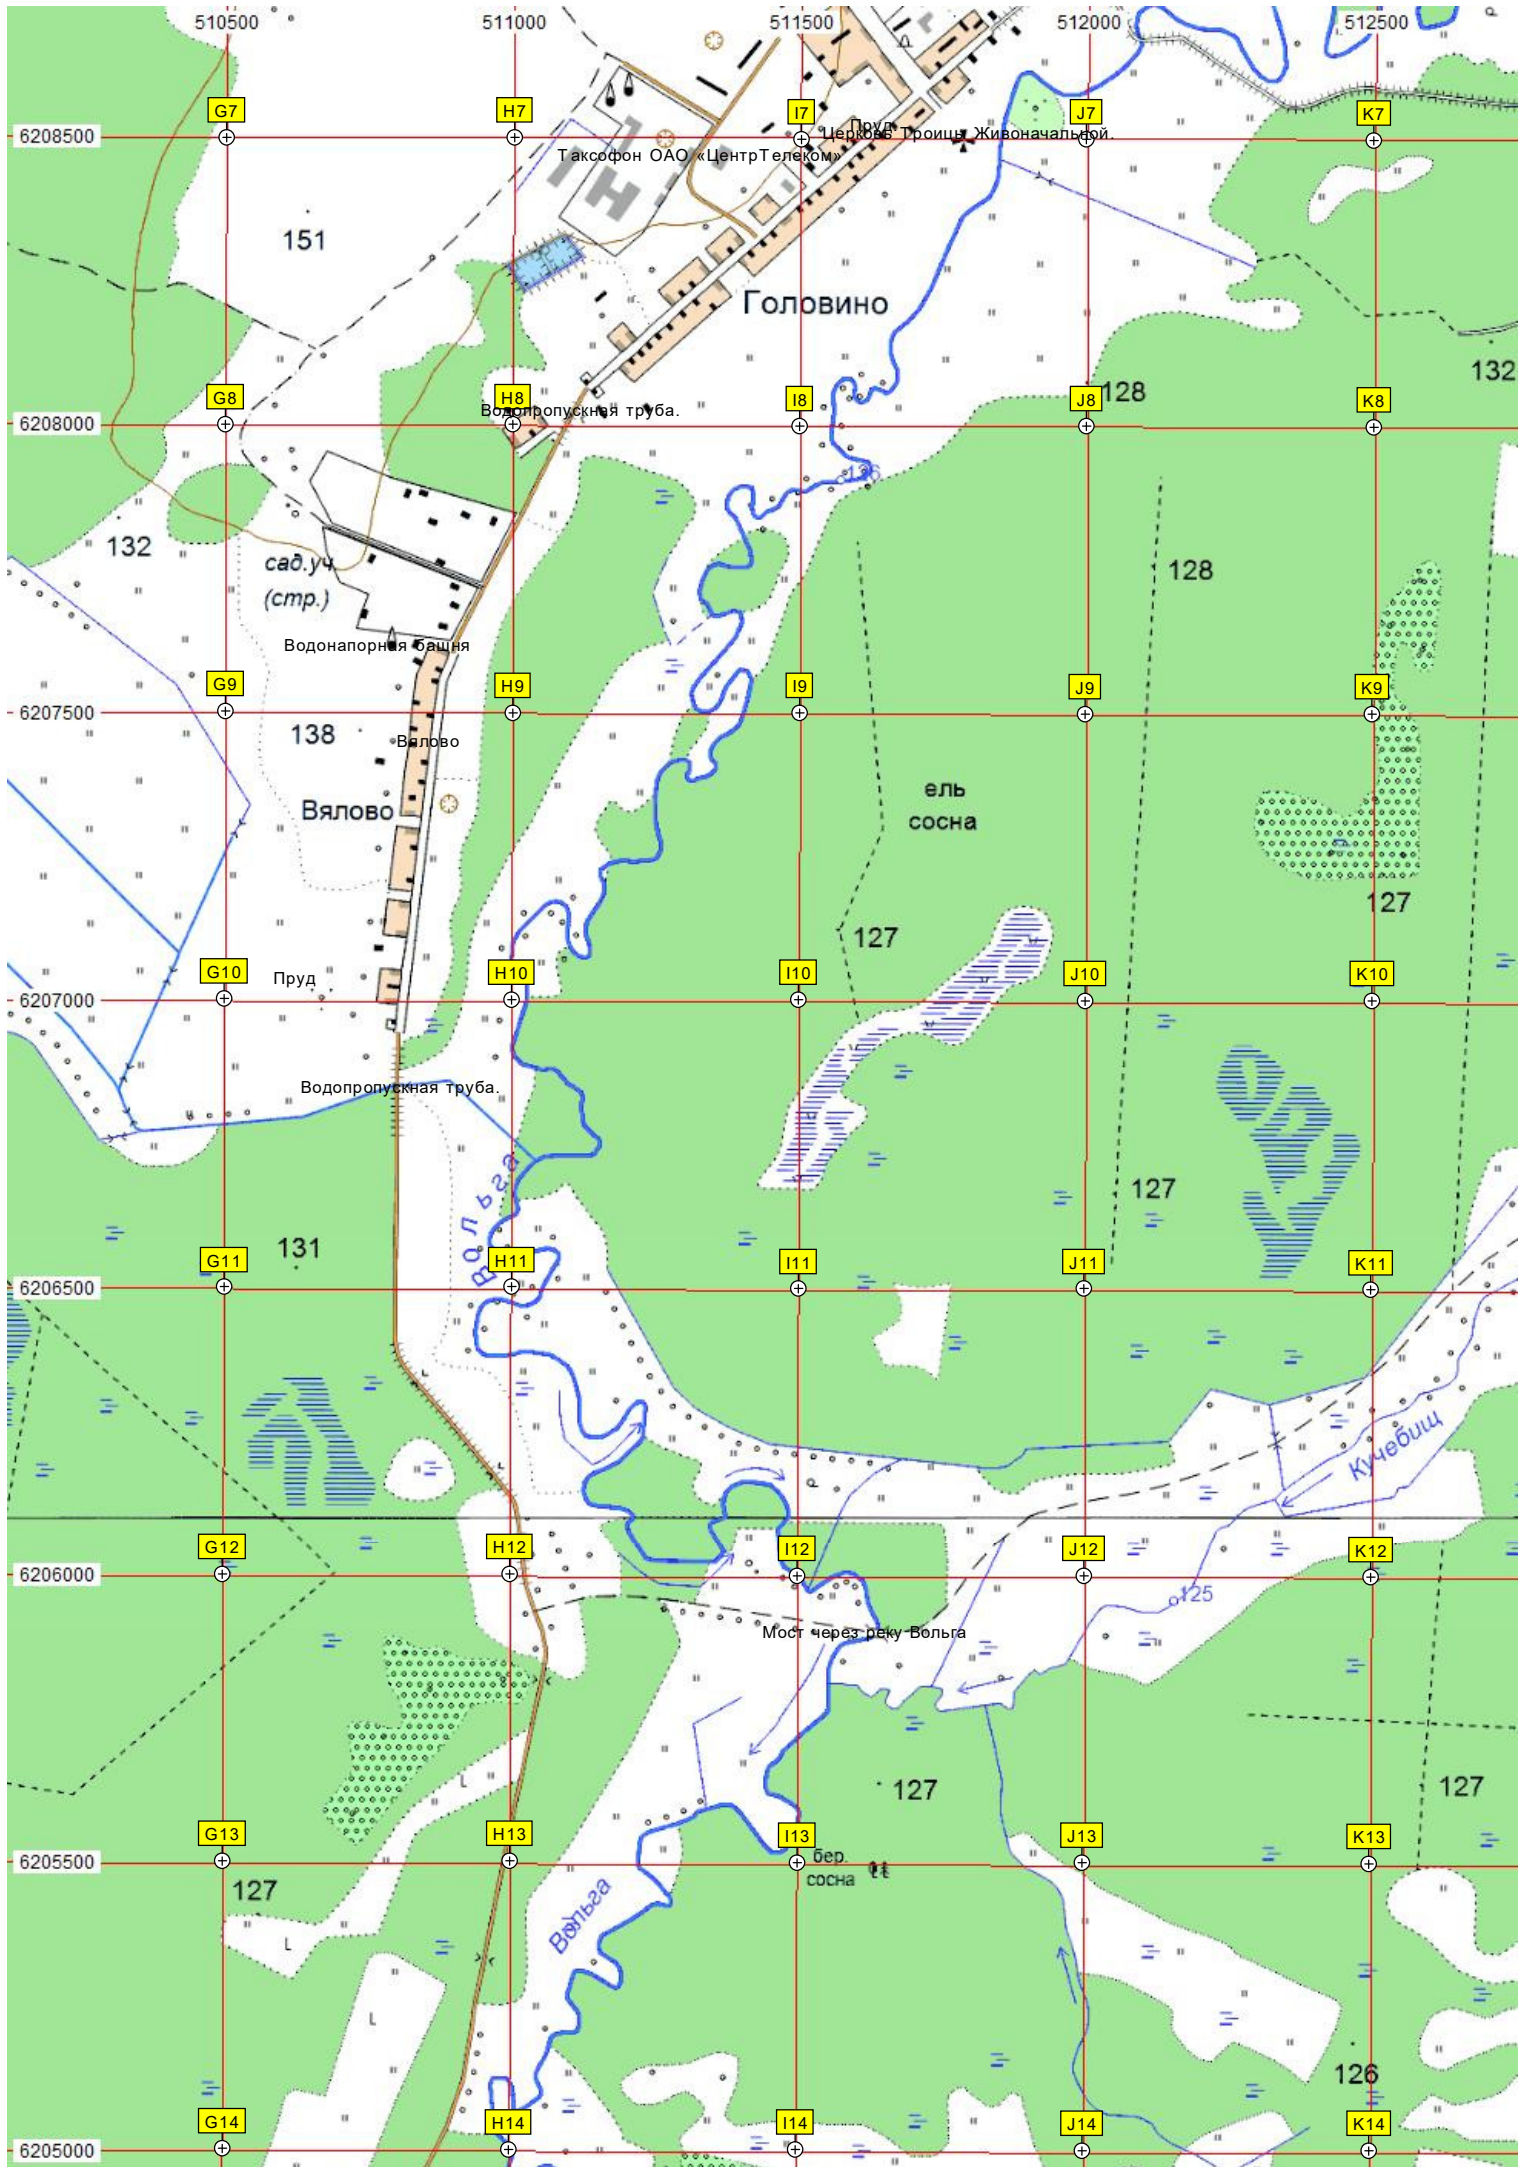 510500 511000 511500 512000 512500
G7 H7 I7 J7 K7
6208500
Пруд
Церковь Троицы Живоначальной.
Таксофон ОАО «ЦентрТелеком»
151
Головино
132
G8 H8 I8 J8 128 K8
Водопропускная труба.
6208000
126
132
сад.уч
(стр.)
128
Водонапорная башня
G9 H9 I9 J9 K9
6207500
138
Вялово
Вялово
ель
сосна
127
127
G10 Пруд H10 I10 J10 K10
6207000
Водопропускная труба.
Вольга
127
131
G11 H11 I11 J11 K11
6206500
Кучебищ
G12 H12 I12 J12 K12
6206000
125
Мост через реку Вольга
127
127
G13 H13 I13 J13 K13
6205500
бер.
сосна
127
Вольга
126
G14 H14 I14 J14 K14
6205000